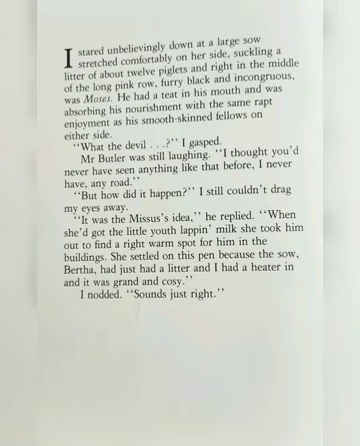 I stared unbelievingly down at a large sow
stretched comfortably on her side, suckling a
litter of about twelve piglets and right in the middle
of the long pink row, furry black and incongruous,
was Moses. He had a teat in his mouth and was
absorbing his nourishment with the same rapt
enjoyment as his smooth-skinned fellows on
either side.
‘‘What the devil . . .?’’ I gasped.
Mr Butler was still laughing. ‘‘I thought you’d
never have seen anything like that before, I never
have, any road.’’
‘‘But how did it happen?’’ I still couldn’t drag
my eyes away.
‘‘It was the Missus’s idea,’’ he replied. ‘‘When
she’d got the little youth lappin’ milk she took him
out to find a right warm spot for him in the
buildings. She settled on this pen because the sow,
Bertha, had just had a litter and I had a heater in
and it was grand and cosy.’’
I nodded. ‘‘Sounds just right.’’